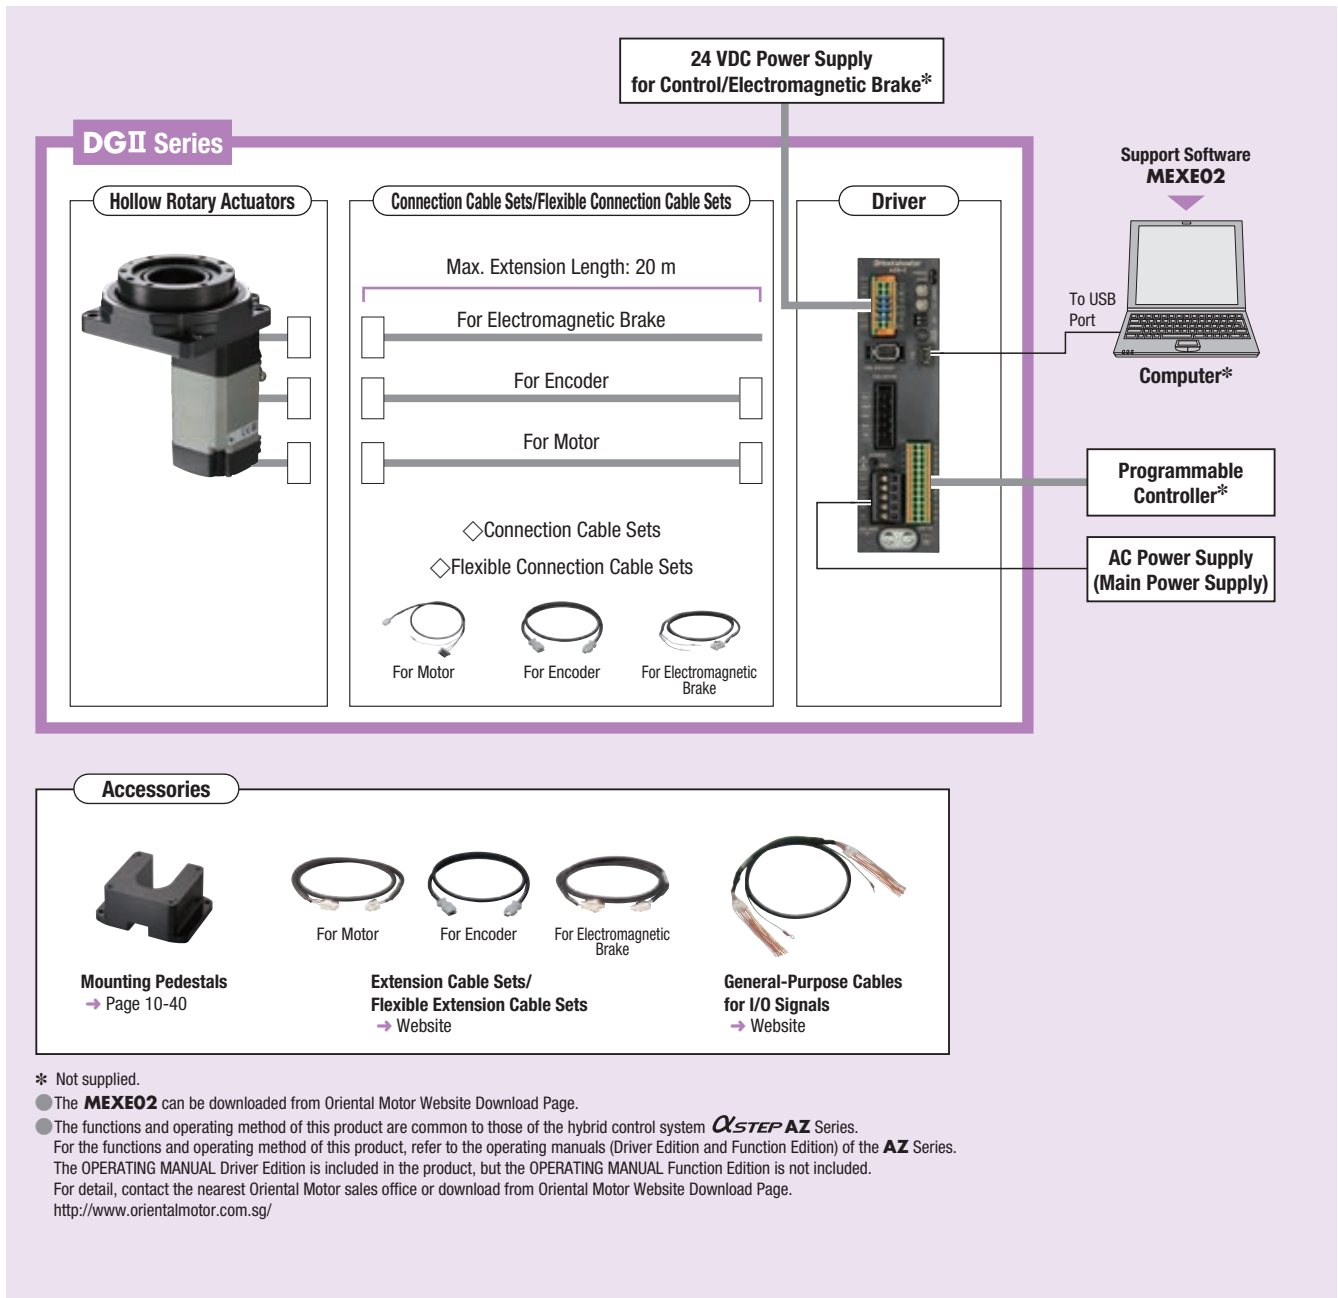 24 VDC Power Supply
for Control/Electromagnetic Brake*
DGII Series
Support Software
MEXE02
Hollow Rotary Actuators
Connection Cable Sets/Flexible Connection Cable Sets
Driver
Max. Extension Length: 20 m
For Electromagnetic Brake
To USB
Port
For Encoder
Computer*
For Motor
Programmable
Controller*
◇Connection Cable Sets
◇Flexible Connection Cable Sets
AC Power Supply
(Main Power Supply)
For Motor
For Encoder
For Electromagnetic
Brake
Accessories
For Motor
For Encoder
For Electromagnetic
Brake
Mounting Pedestals
→ Page 10-40
Extension Cable Sets/
Flexible Extension Cable Sets
→ Website
General-Purpose Cables
for I/O Signals
→ Website
* Not supplied.
●The MEXE02 can be downloaded from Oriental Motor Website Download Page.
●The functions and operating method of this product are common to those of the hybrid control system αSTEP AZ Series.
For the functions and operating method of this product, refer to the operating manuals (Driver Edition and Function Edition) of the AZ Series.
The OPERATING MANUAL Driver Edition is included in the product, but the OPERATING MANUAL Function Edition is not included.
For detail, contact the nearest Oriental Motor sales office or download from Oriental Motor Website Download Page.
http://www.orientalmotor.com.sg/